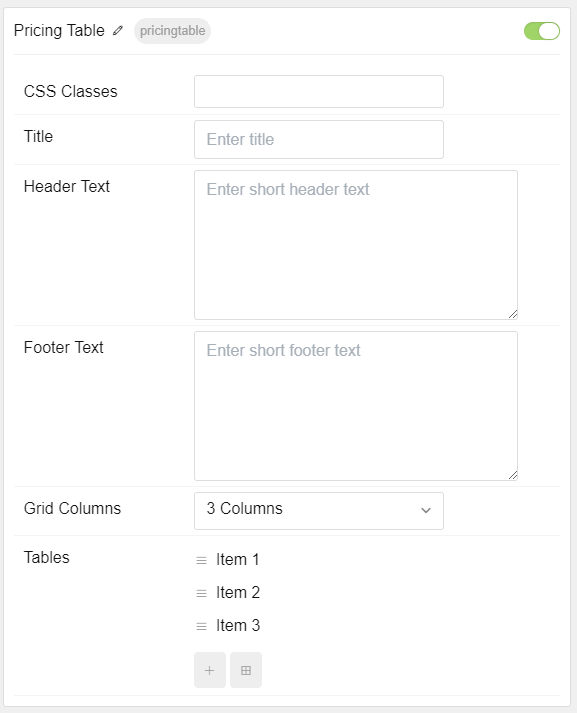 Pricing Table pricingtable
CSS Classes
Title Enter title
Header Text Enter short header text
Footer Text Enter short footer text
Grid Columns 3 Columns
Tables Item 1
Item 2
Item 3